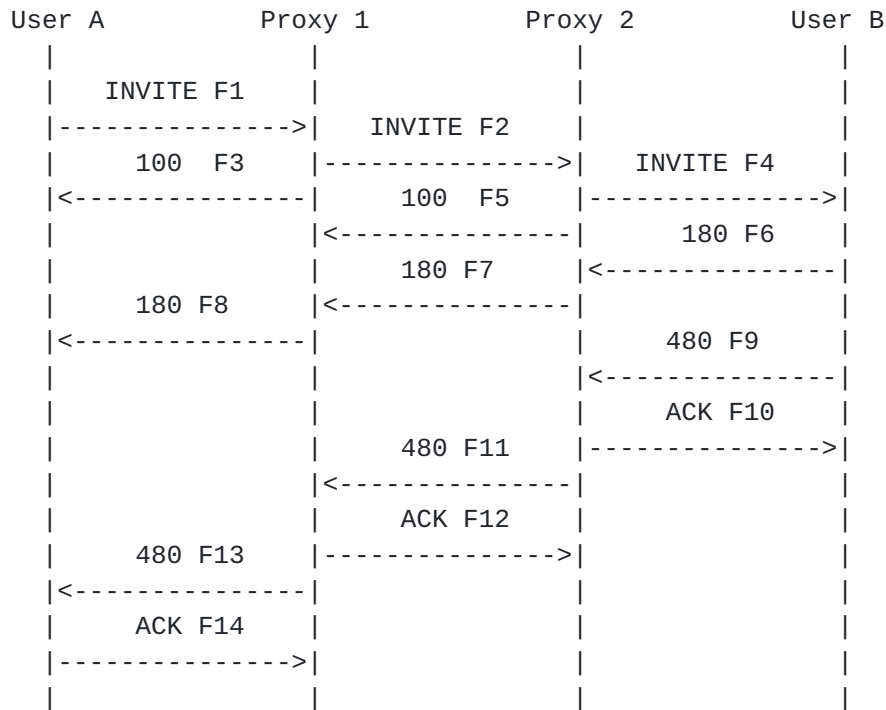 User A Proxy 1 Proxy 2 User B
INVITE F1
INVITE F2
100 F3 INVITE F4
100 F5
180 F6
180 F7
180 F8
480 F9
ACK F10
480 F11
ACK F12
480 F13
ACK F14